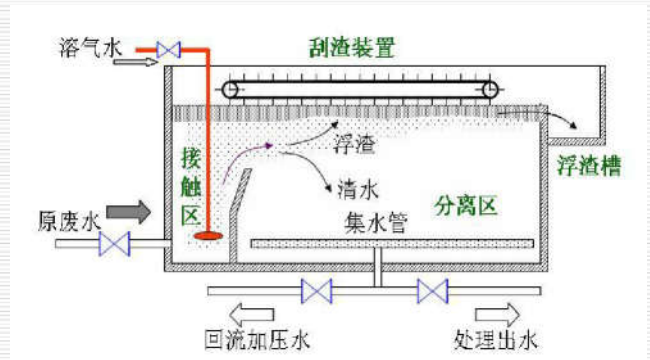 溶气水
刮渣装置
接触区
浮渣
清水
浮渣槽
分离区
原废水
集水管
回流加压水
处理出水